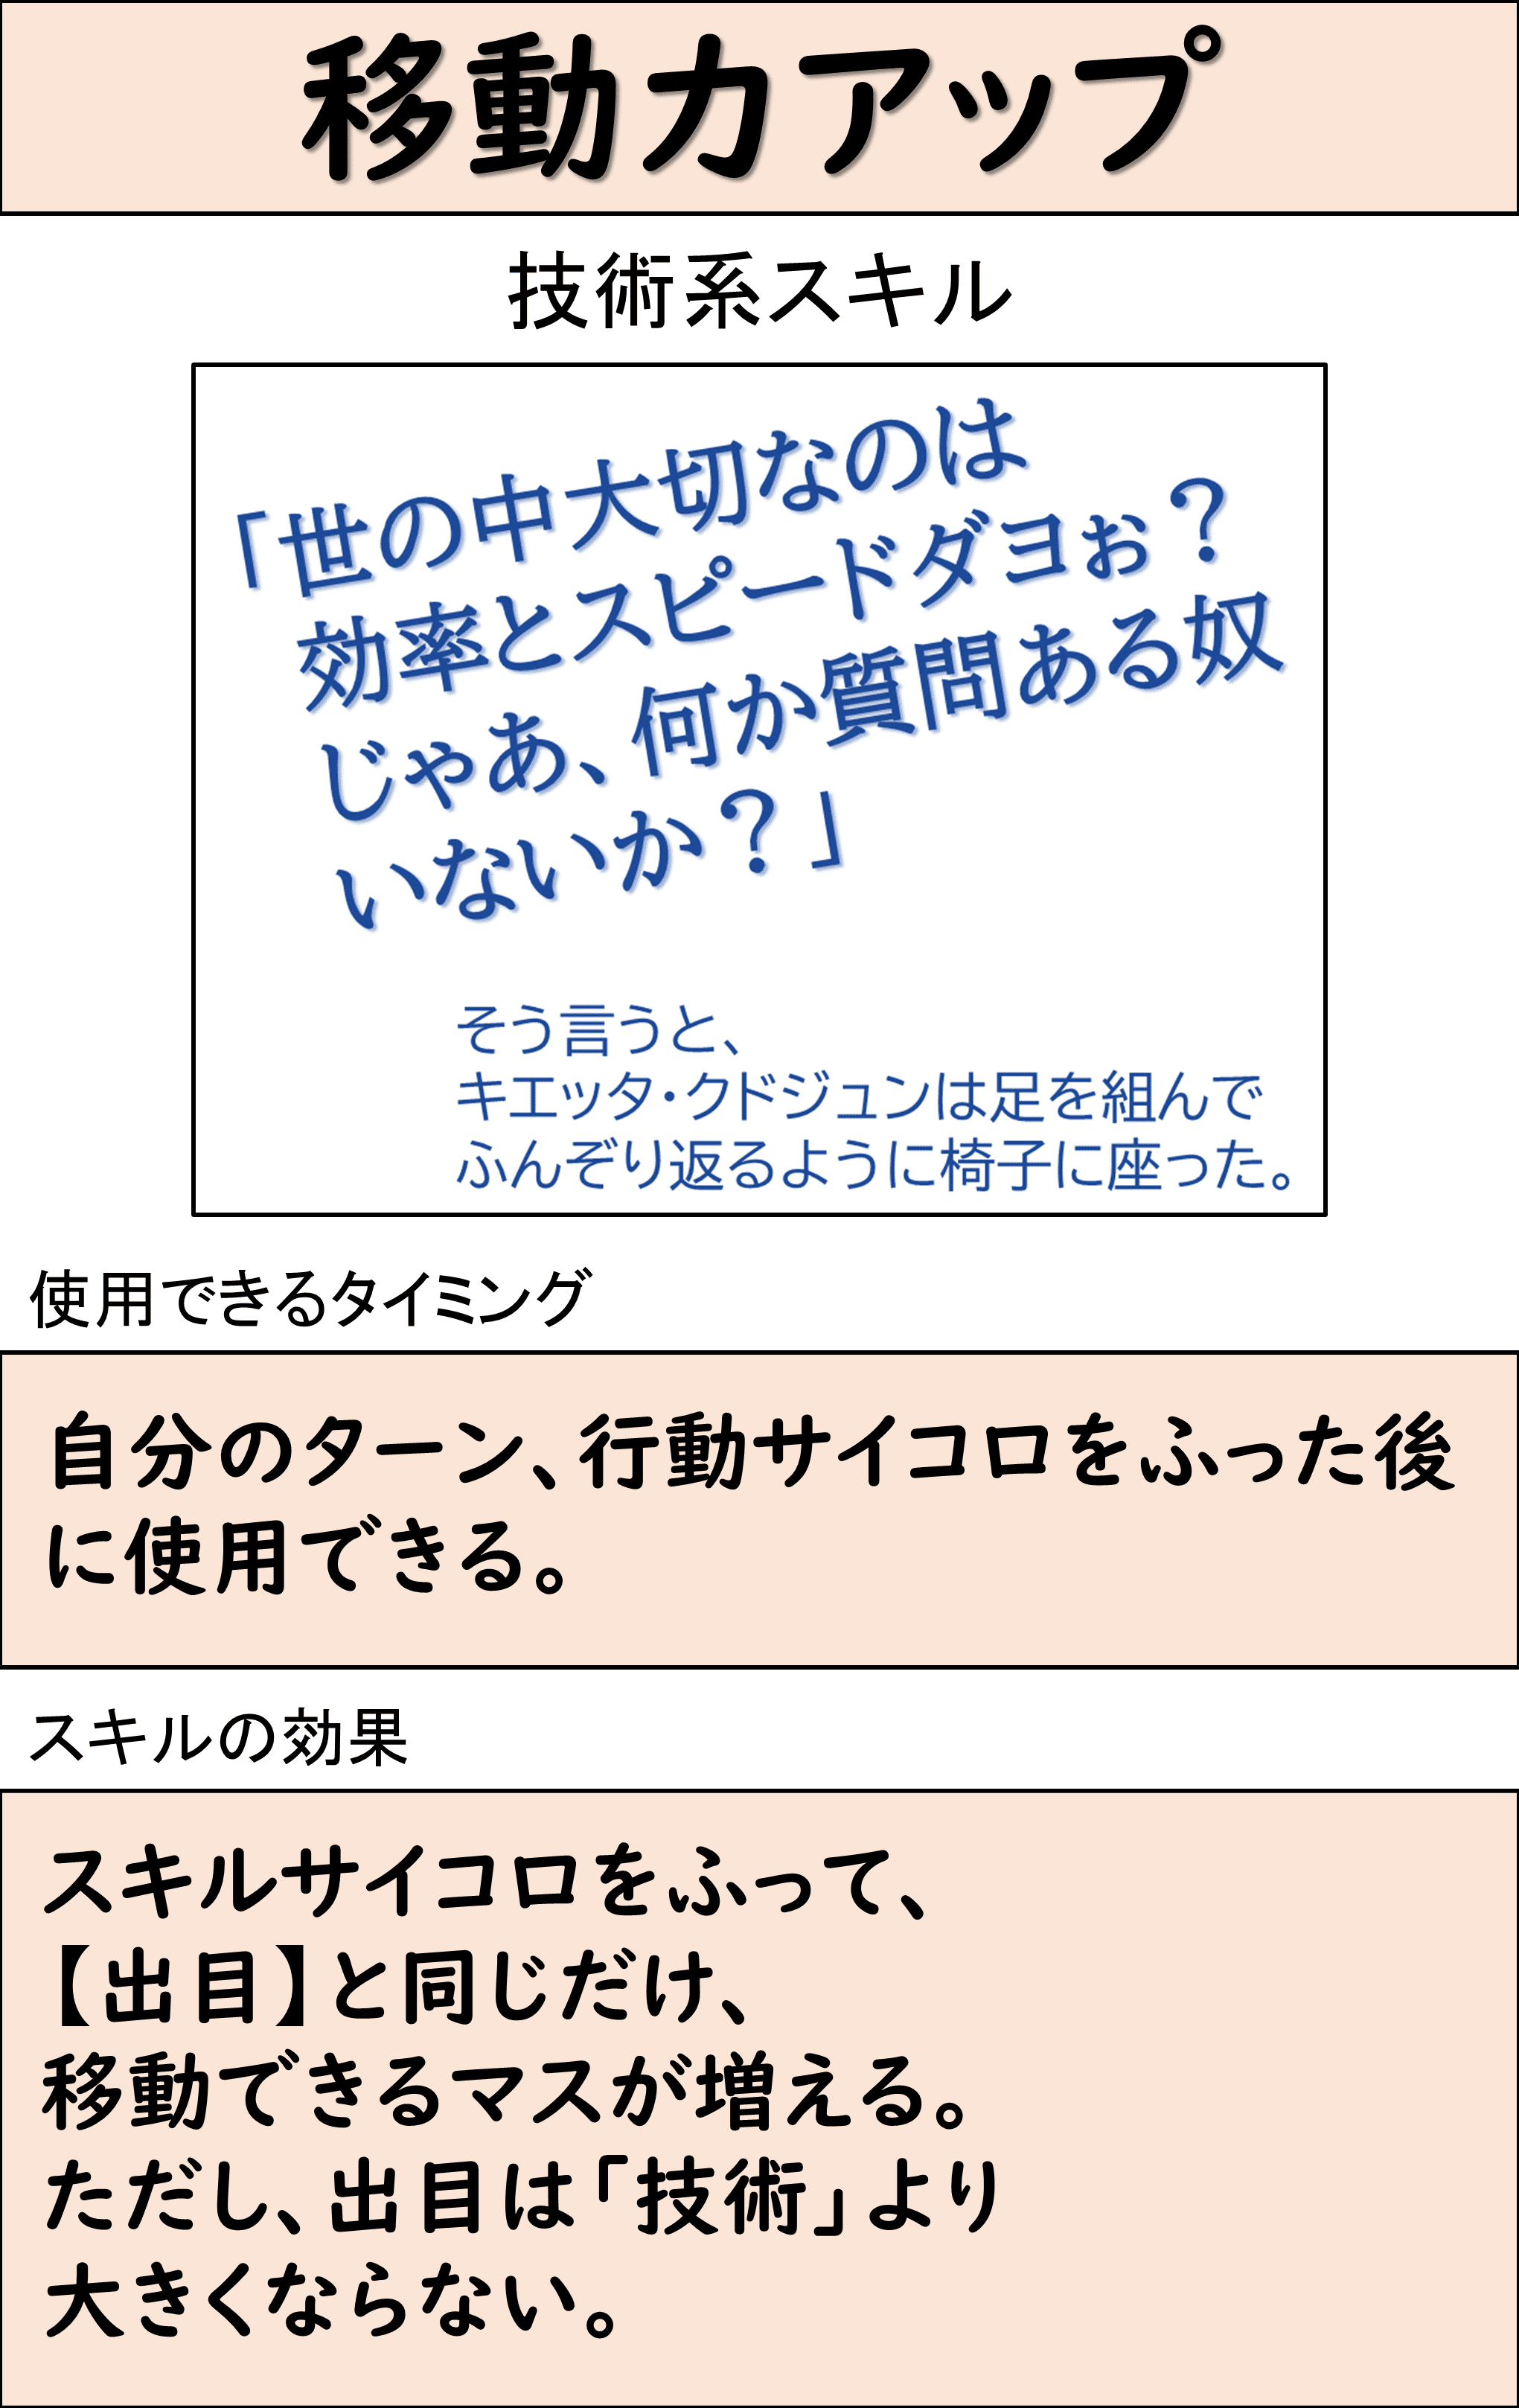 移動力アップ
技術系スキル
「世の中大切なのは
効率とスピードダヨぉ？
じゃあ、何か質問ある奴
いないか？」
そう言うと、
キエッタ・クドジュンは足を組んで
ふんぞり返るように椅子に座った。
使用できるタイミング
自分のターン、行動サイコロをふった後
に使用できる。
スキルの効果
スキルサイコロをふって、
【出目】と同じだけ、
移動できるマスが増える。
ただし、出目は「技術」より
大きくならない。